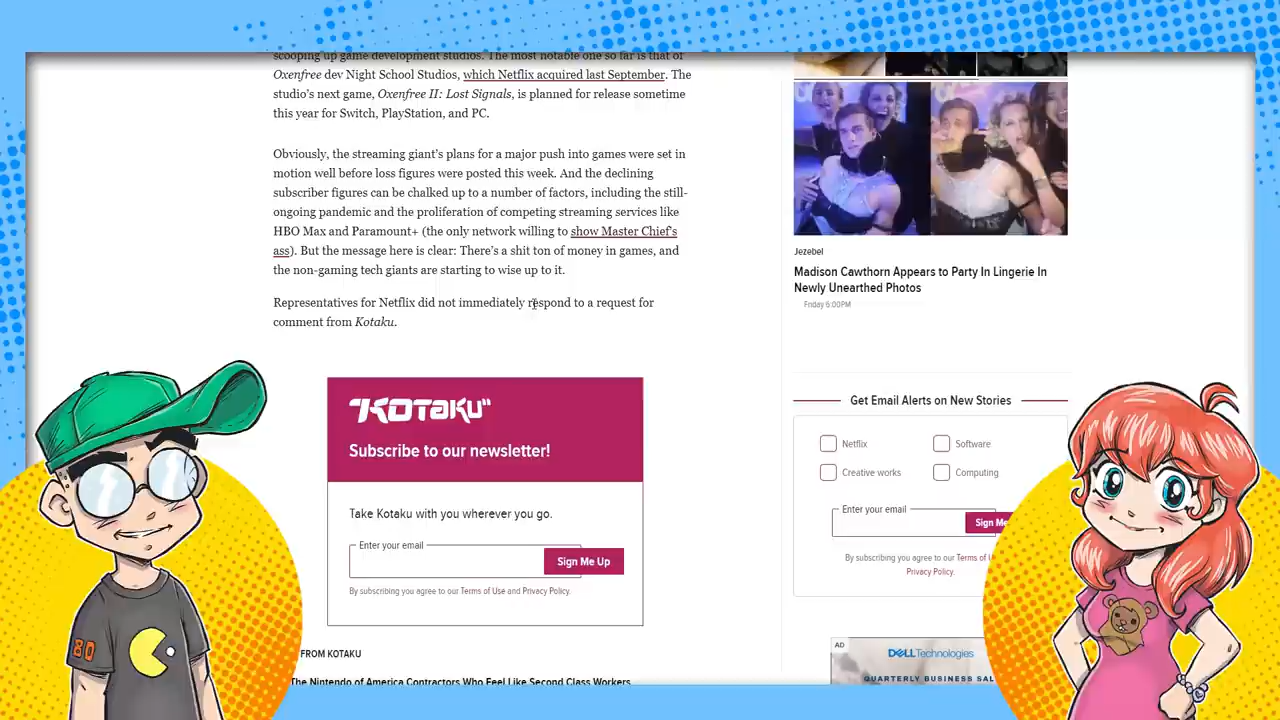 scooping up game development studios. The most notable one so far is that of
Oxenfree dev Night School Studios, which Netflix acquired last September. The
studio's next game, Oxenfree II: Lost Signals, is planned for release sometime
this year for Switch, PlayStation, and PC.
Obviously, the streaming giant's plans for a major push into games were set in
motion well before loss figures were posted this week. And the declining
subscriber figures can be chalked up to a number of factors, including the still-
ongoing pandemic and the proliferation of competing streaming services like
HBO Max and Paramount+ (the only network willing to show Master Chief's
ass). But the message here is clear: There's a shit ton of money in games, and
the non-gaming tech giants are starting to wise up to it.
Representatives for Netflix did not immediately respond to a request for
comment from Kotaku.
"KOTAKU"
Subscribe to our newsletter!
Take Kotaku with you wherever you go.
Enter your email
Sign Me Up
By subscribing you agree to our Terms of Use and Privacy Policy.
FROM KOTAKU
The Nintendo of America Contractors Who Feel Like Second Class Workers
Jezebel
Madison Cawthorn Appears to Party In Lingerie In
Newly Unearthed Photos
Friday 6:00PM
Get Email Alerts on New Stories
Netflix
Software
Creative works
Computing
Enter your email
Sign Me
By subscribing you agree to our Terms of U
Privacy Policy.
AD
DELL Technologies
QUARTERLY BUSINESS SAL
80